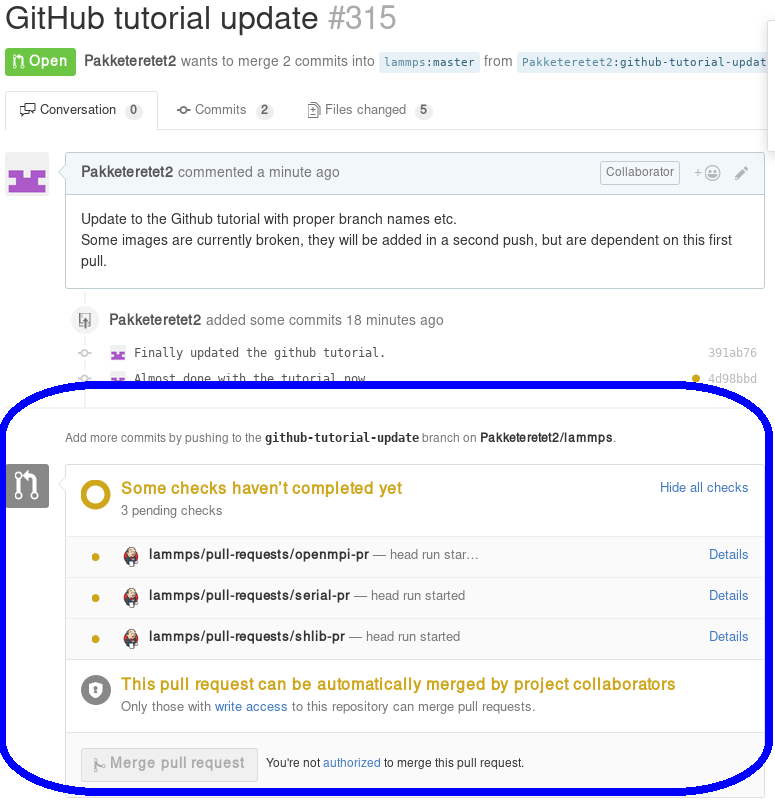 GitHub tutorial update #315
Open Pakketeretet2 wants to merge 2 commits into lammps:master from Pakketeretet2:github-tutorial-updat
Conversation 0 Commits 2 Files changed 5
Pakketeretet2 commented a minute ago Collaborator +
Update to the Github tutorial with proper branch names etc.
Some images are currently broken, they will be added in a second push, but are dependent on this first
pull.
Pakketeretet2 added some commits 18 minutes ago
Finally updated the github tutorial. 391ab76
Almost done with the tutorial now. 4d98bbd
Add more commits by pushing to the github-tutorial-update branch on Pakketeretet2/lammps.
Some checks haven't completed yet Hide all checks
3 pending checks
lammps/pull-requests/openmpi-pr — head run star… Details
lammps/pull-requests/serial-pr — head run started Details
lammps/pull-requests/shlib-pr — head run started Details
This pull request can be automatically merged by project collaborators
Only those with write access to this repository can merge pull requests.
Merge pull request You're not authorized to merge this pull request.